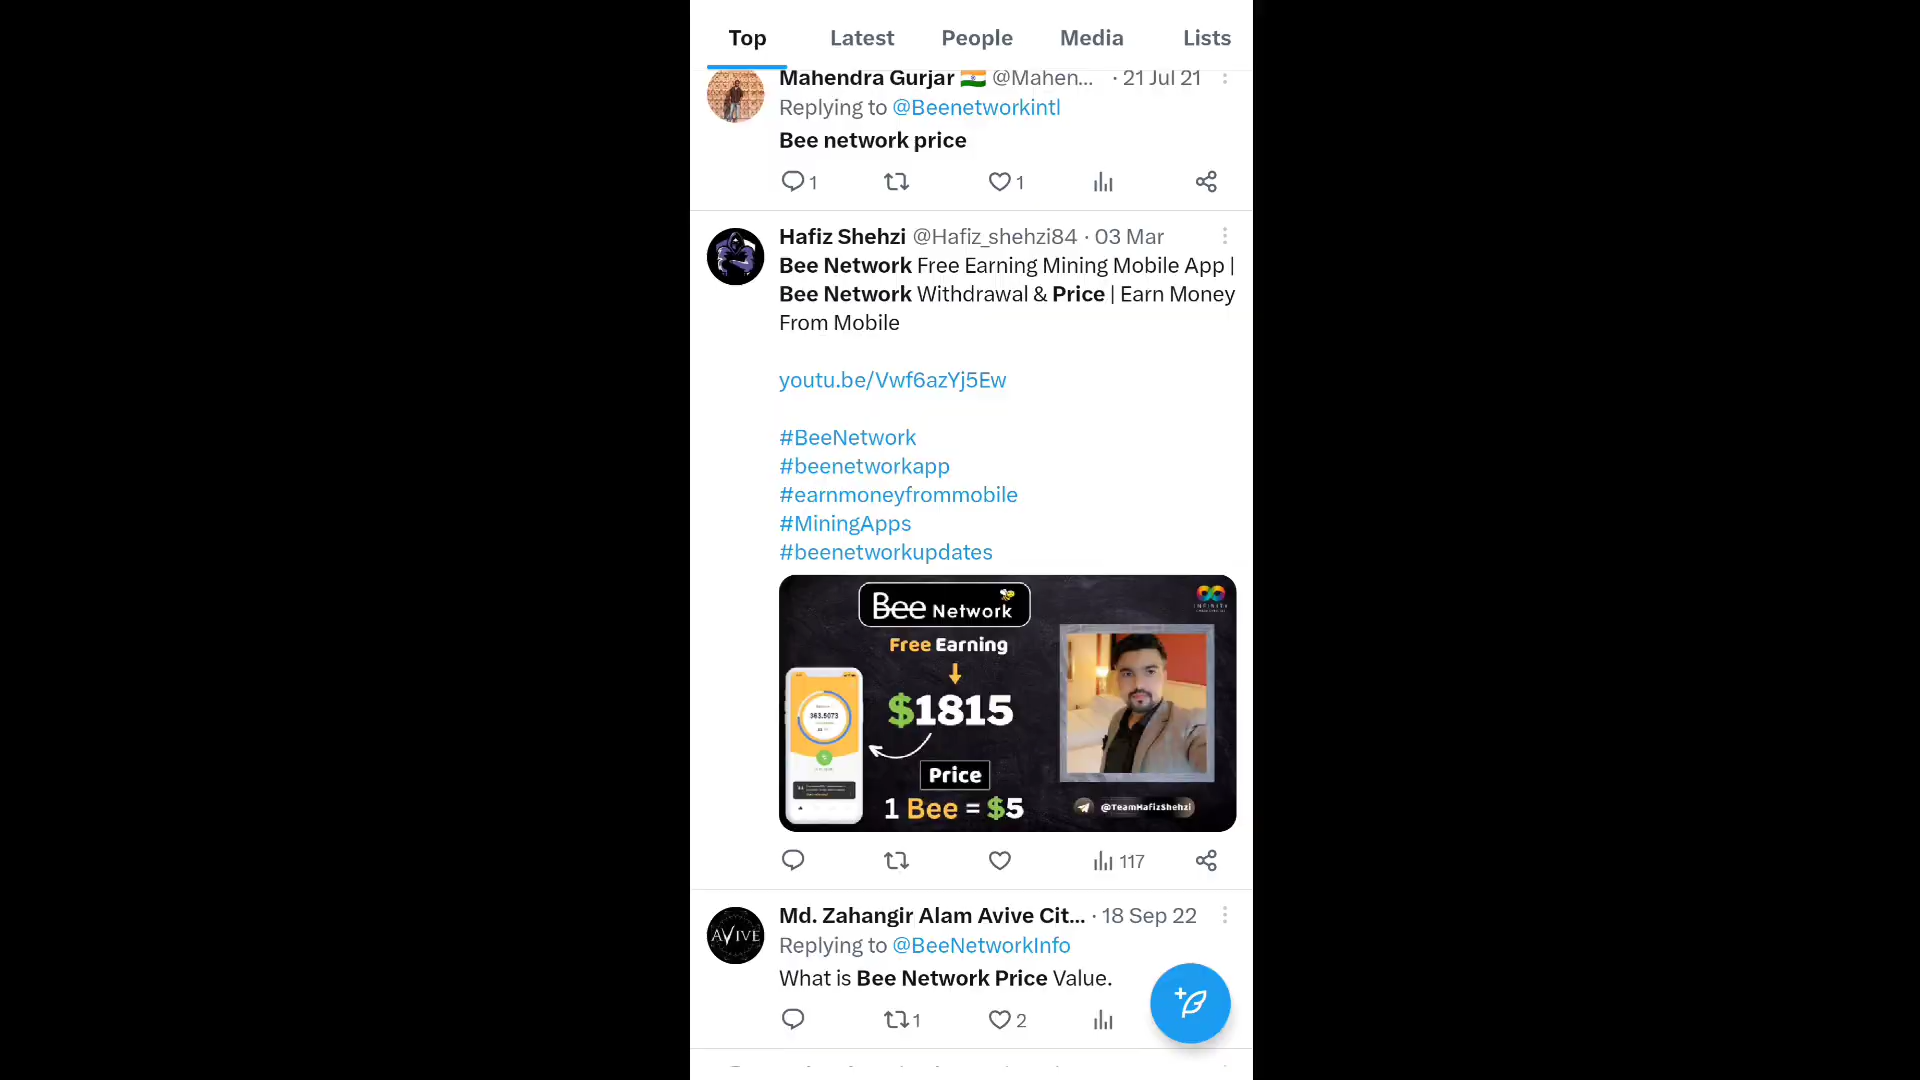 Top Latest People Media Lists
Mahendra Gurjar 🇮🇳 @Mahen... · 21 Jul 21
Replying to @Beenetworkintl
Bee network price
1 1
Hafiz Shehzi @Hafiz_shehzi84 · 03 Mar
Bee Network Free Earning Mining Mobile App |
Bee Network Withdrawal & Price | Earn Money
From Mobile
youtu.be/Vwf6azYj5Ew
#BeeNetwork
#beenetworkapp
#earnmoneyfrommobile
#MiningApps
#beenetworkupdates
Bee Network
INFINITY
Free Earning
$1815
363.5073
Price
1 Bee = $5
@TeamHafizShehzi
117
Md. Zahangir Alam Avive Cit... · 18 Sep 22
AVIVE
Replying to @BeeNetworkInfo
What is Bee Network Price Value.
1 2